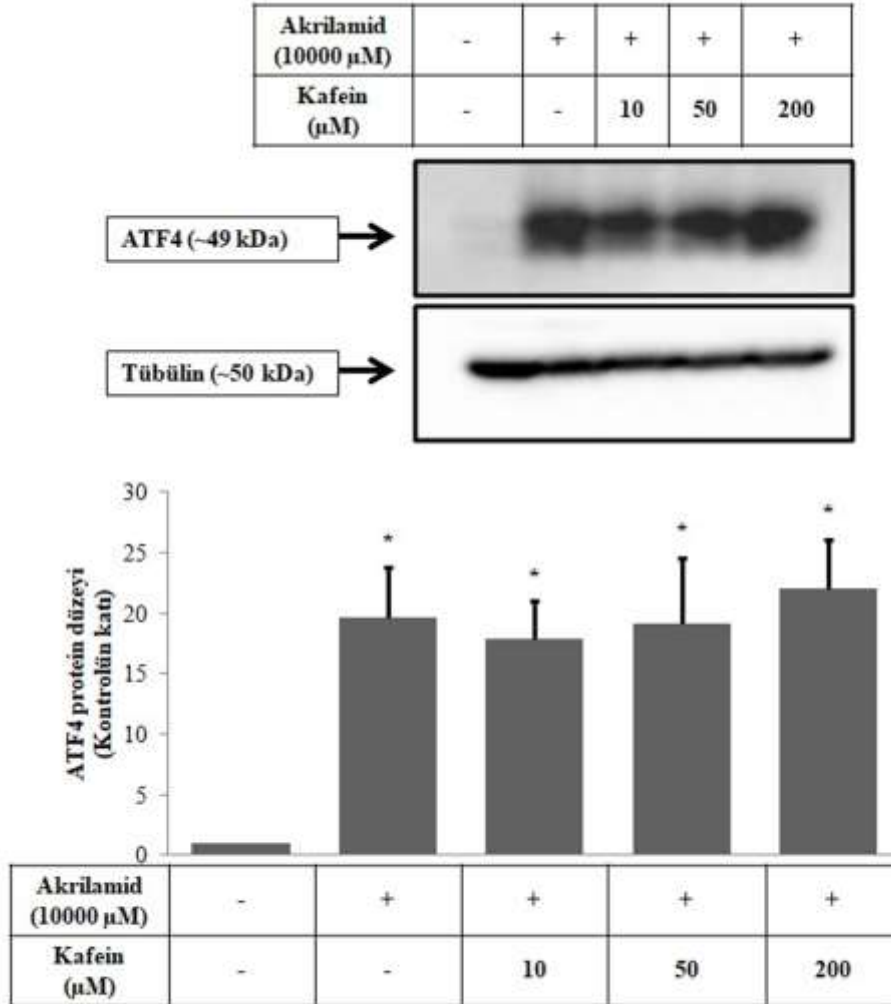 Akrilamid
(10000 µM)
- + + + +
Kafein
(µM)
- - 10 50 200
ATF4 (~49 kDa)
Tübülin (~50 kDa)
ATF4 protein düzeyi
(Kontrolün katı)
30
25
20
15
10
5
0
* * * *
Akrilamid
(10000 µM)
- + + + +
Kafein
(µM)
- - 10 50 200